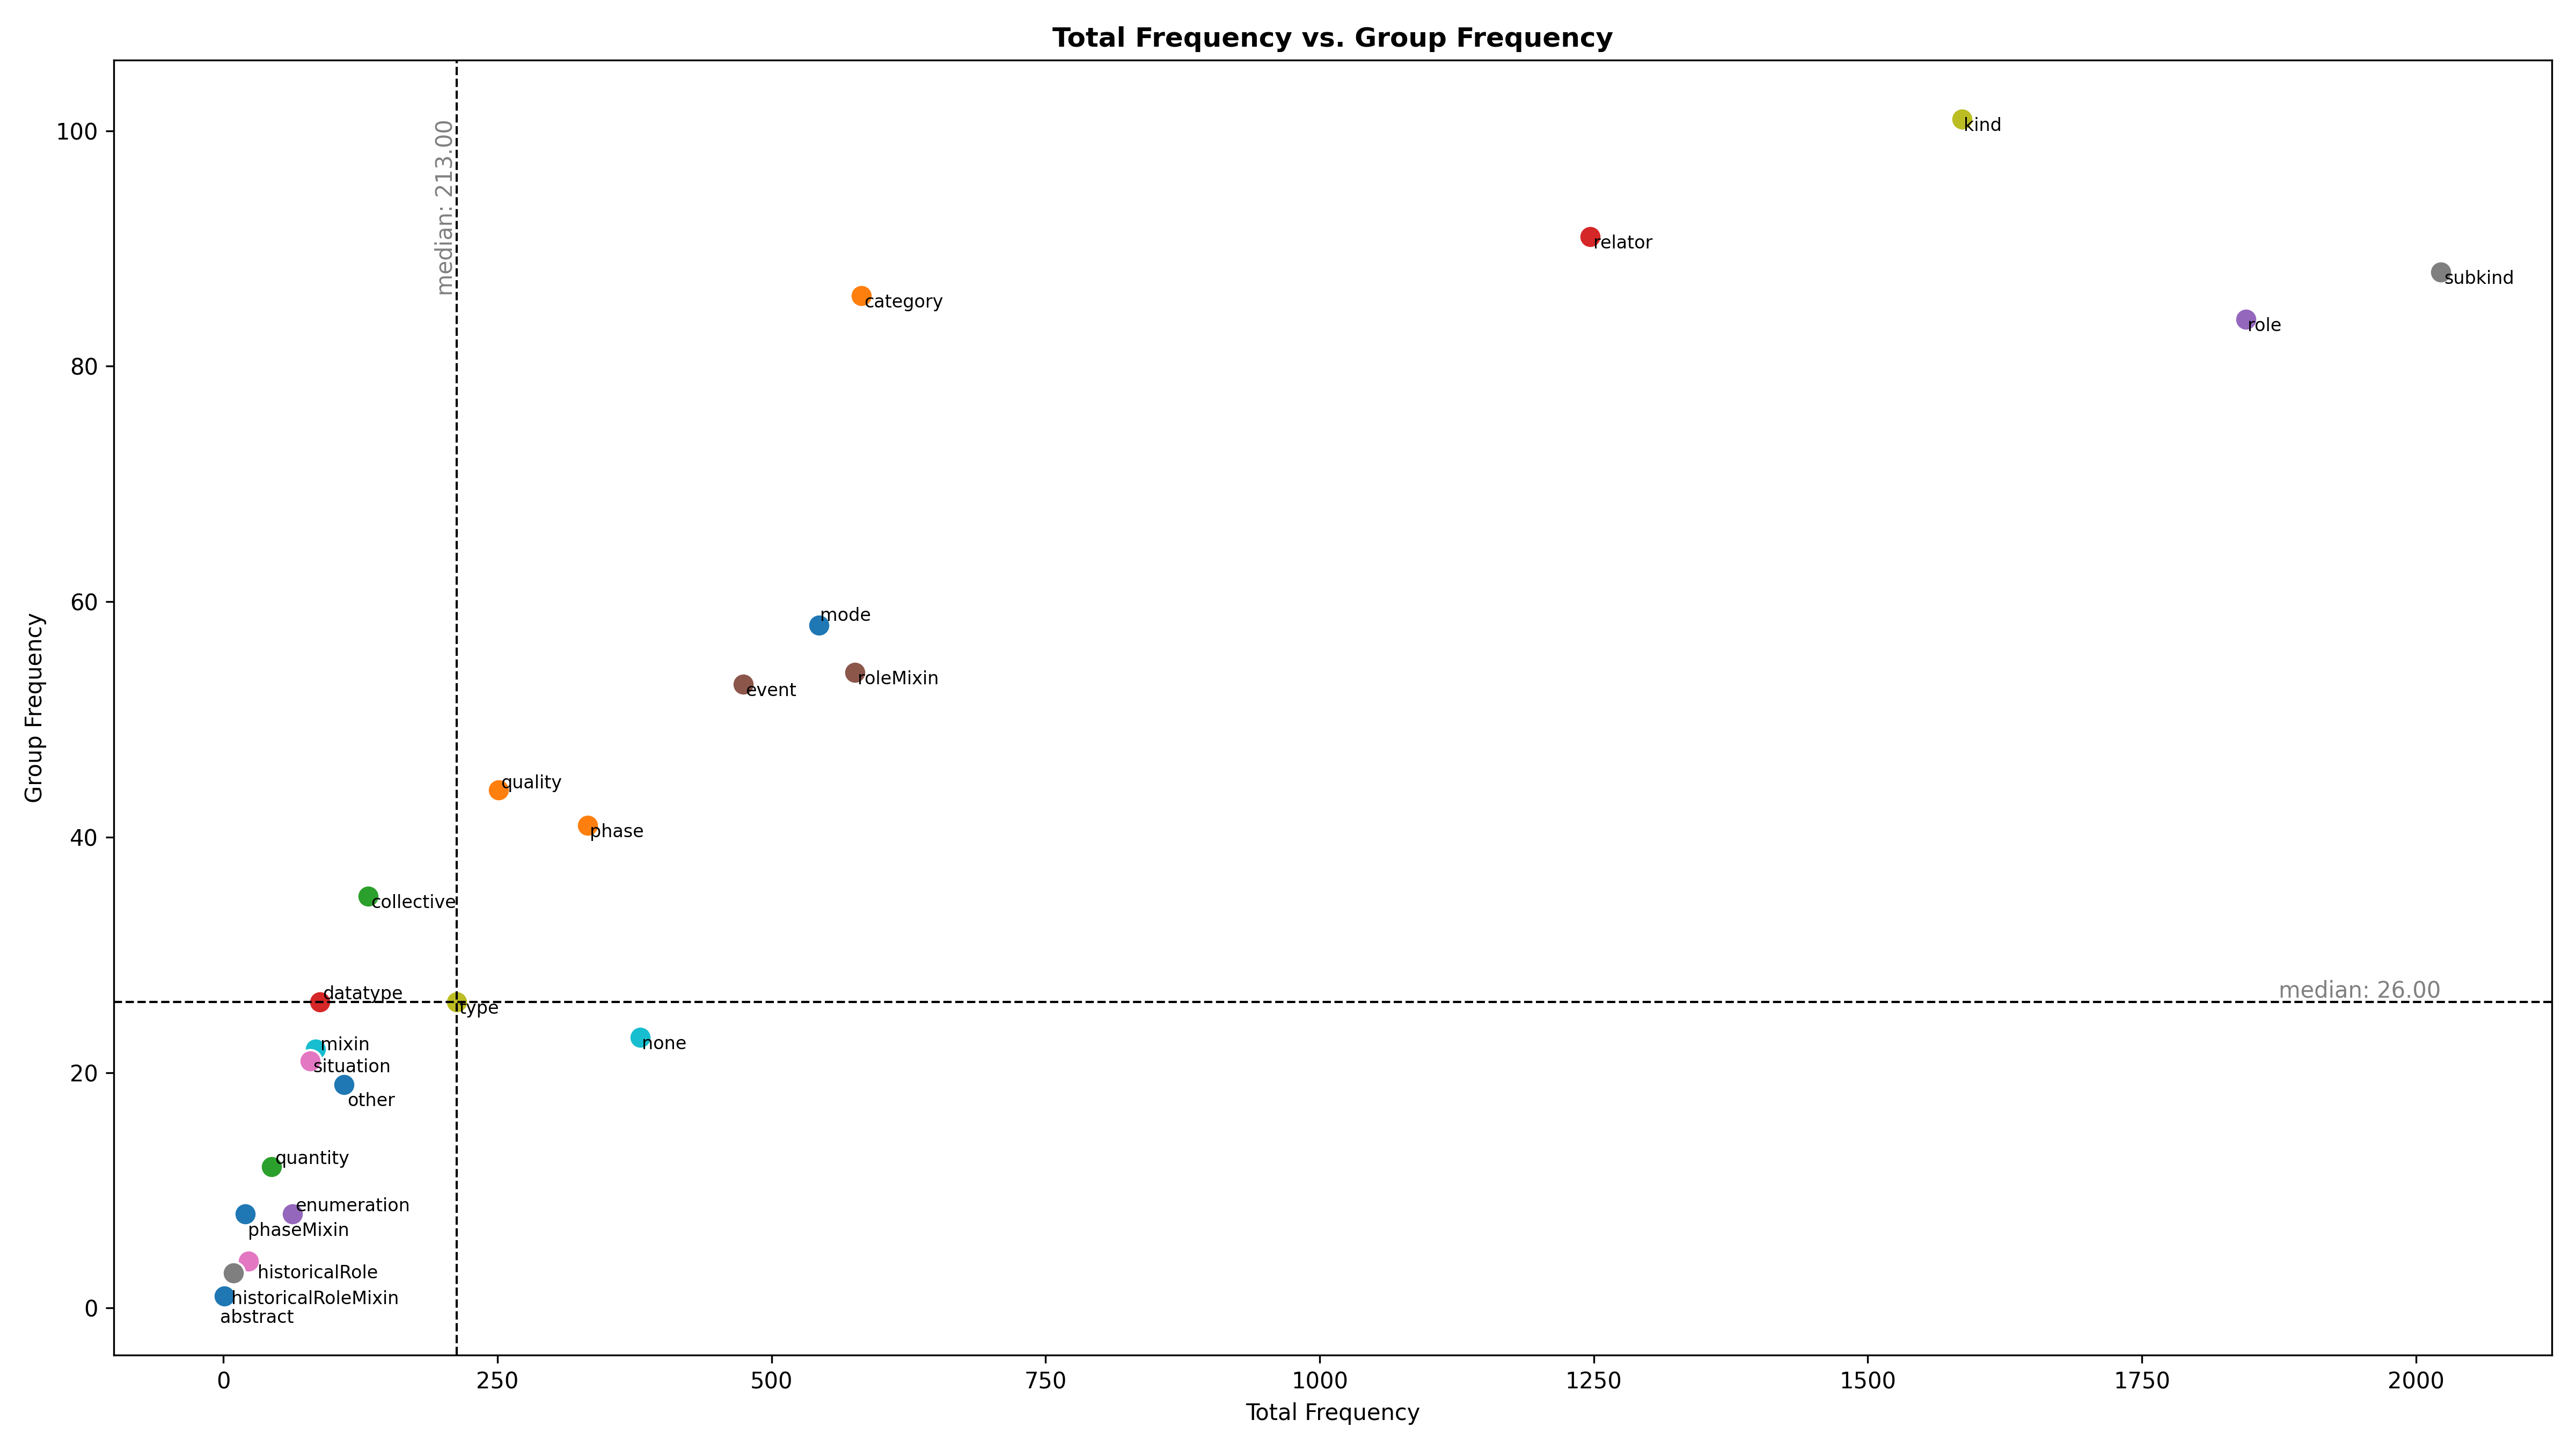 Total Frequency vs. Group Frequency
median: 213.00
100
kind
relator
subkind
category
role
80
60
mode
roleMixin
event
Group Frequency
quality
phase
40
collective
median: 26.00
datatype
type
none
mixin
situation
20
other
quantity
enumeration
phaseMixin
historicalRole
historicalRoleMixin
0
abstract
0
250
500
750
1000
1250
1500
1750
2000
Total Frequency